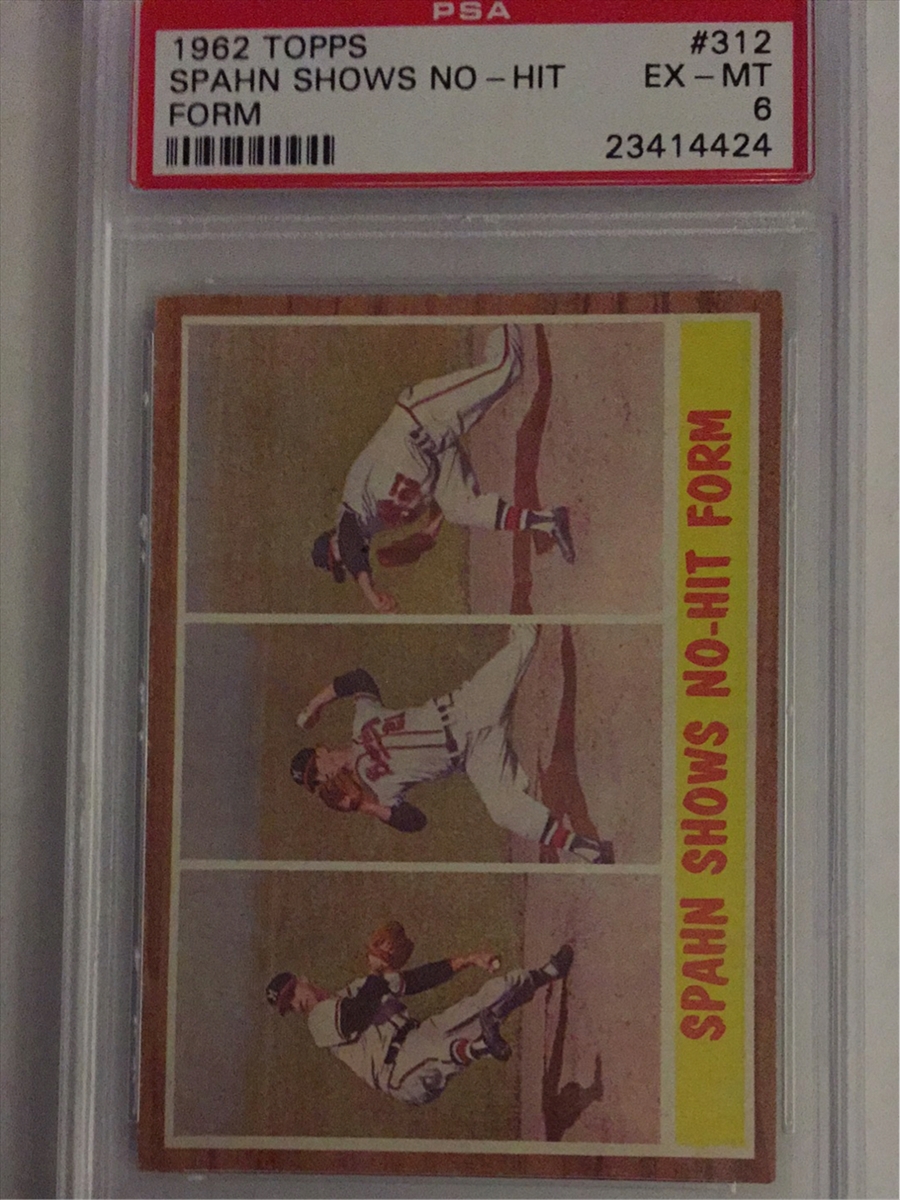 PSA
1962 TOPPS #312
SPAHN SHOWS NO-HIT EX-MT
FORM 6
23414424
SPAHN SHOWS NO-HIT FORM